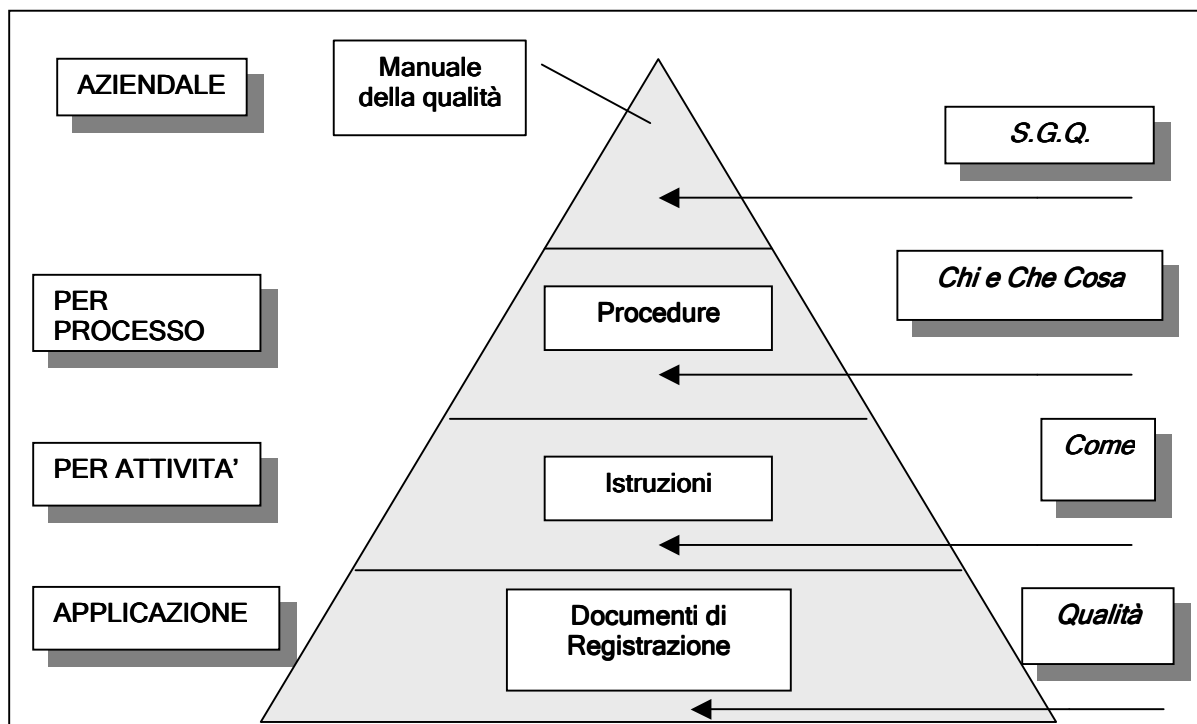 AZIENDALE
Manuale
della qualità
S.G.Q.
PER
PROCESSO
Procedure
Chi e Che Cosa
PER ATTIVITA’
Istruzioni
Come
APPLICAZIONE
Documenti di
Registrazione
Qualità